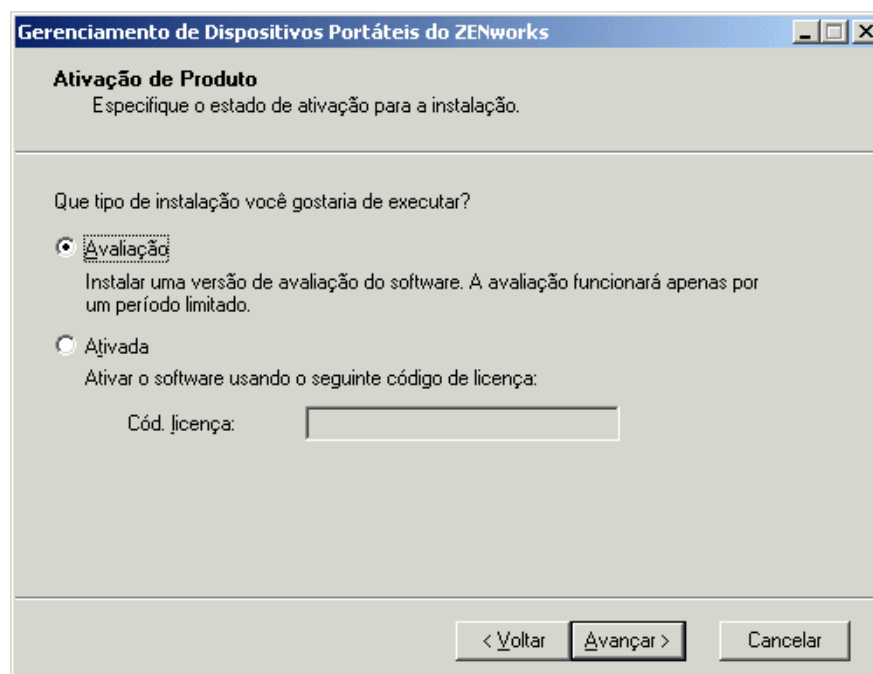 Gerenciamento de Dispositivos Portáteis do ZENworks
Ativação de Produto
Especifique o estado de ativação para a instalação.
Que tipo de instalação você gostaria de executar?
Avaliação
Instalar uma versão de avaliação do software. A avaliação funcionará apenas por
um período limitado.
Ativada
Ativar o software usando o seguinte código de licença:
Cód. licença:
< Voltar Avançar > Cancelar